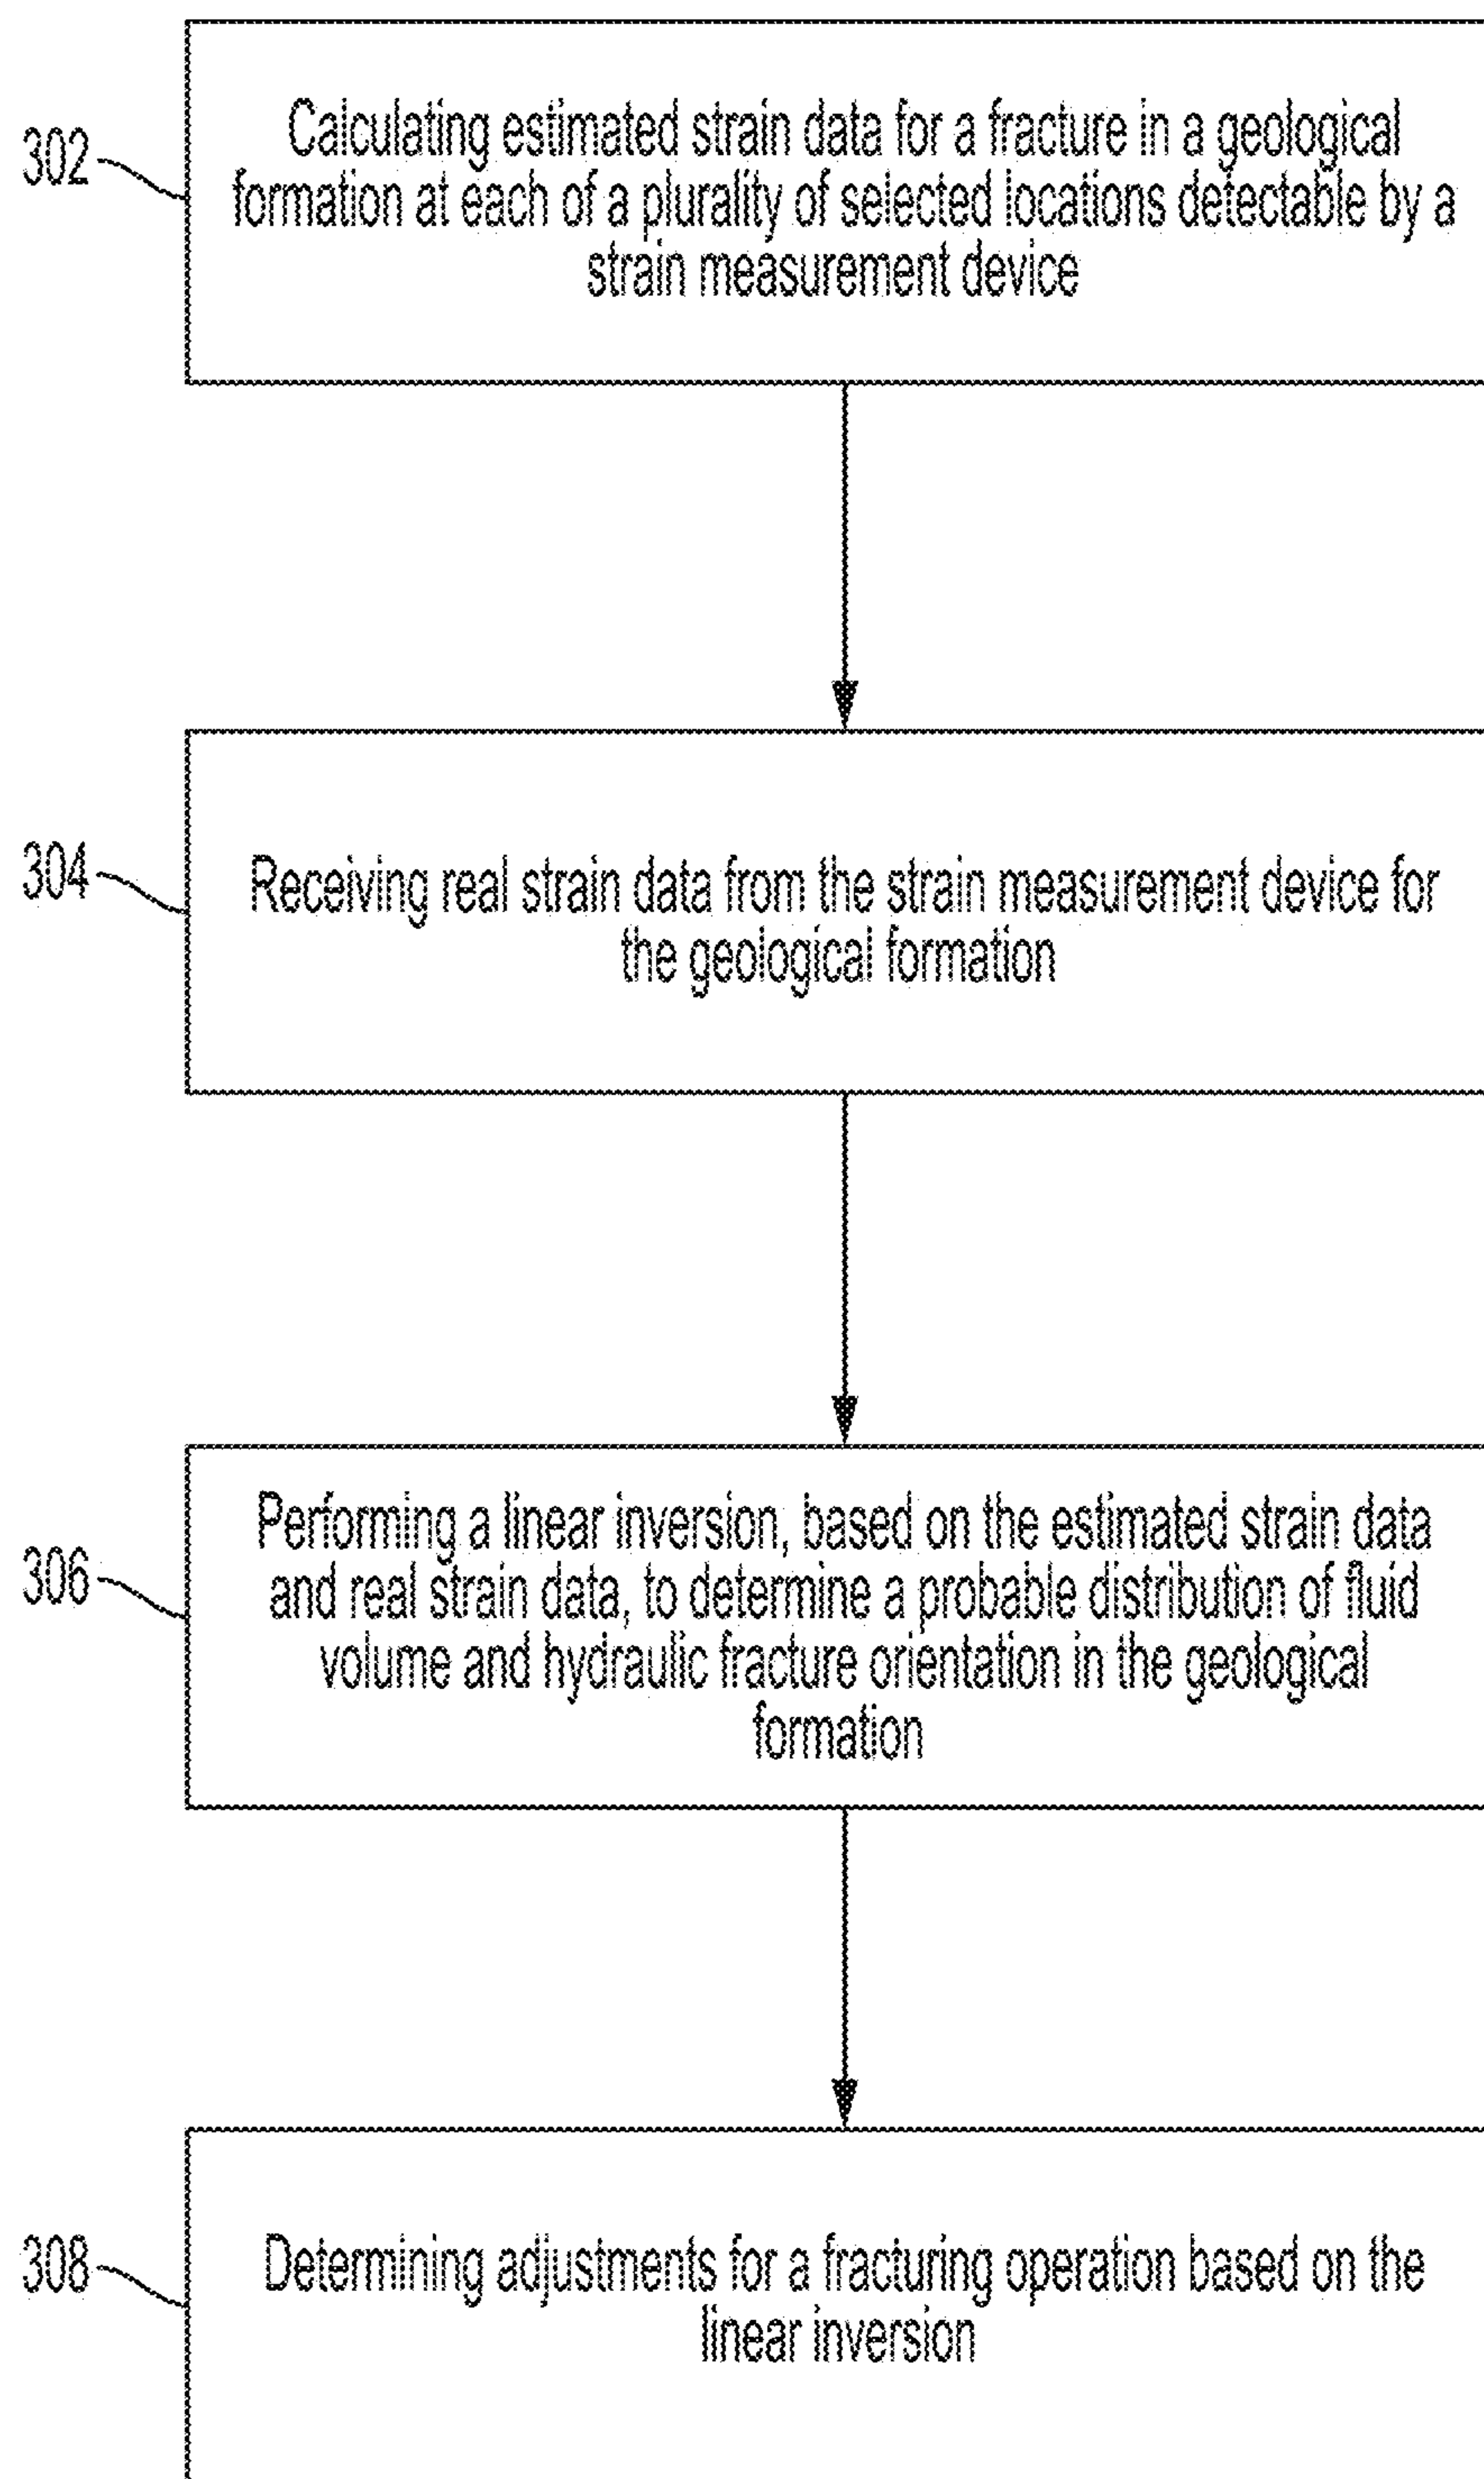 302
Calculating estimated strain data for a fracture in a geological
formation at each of a plurality of selected locations detectable by a
strain measurement device
304
Receiving real strain data from the strain measurement device for
the geological formation
306
Performing a linear inversion, based on the estimated strain data
and real strain data, to determine a probable distribution of fluid
volume and hydraulic fracture orientation in the geological
formation
308
Determining adjustments for a fracturing operation based on the
linear inversion